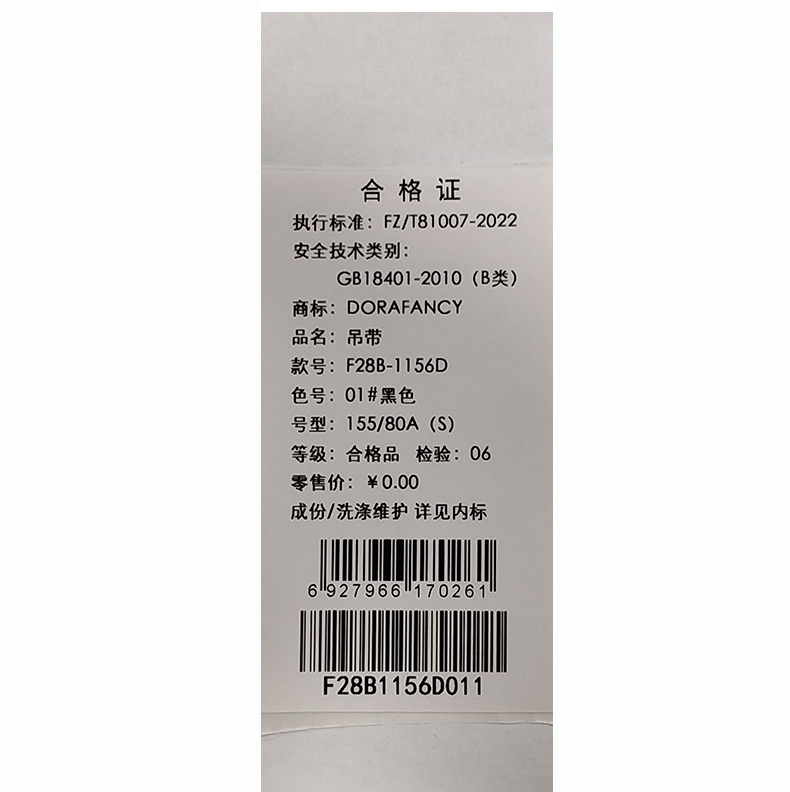 合格证
执行标准：FZ/T81007-2022
安全技术类别：
GB18401-2010（B类）
商标：DORAFANCY
品名：吊带
款号：F28B-1156D
色号：01#黑色
号型：155/80A（S）
等级：合格品 检验：06
零售价：￥0.00
成份/洗涤维护 详见内标
6 927966 170261
F28B1156D011